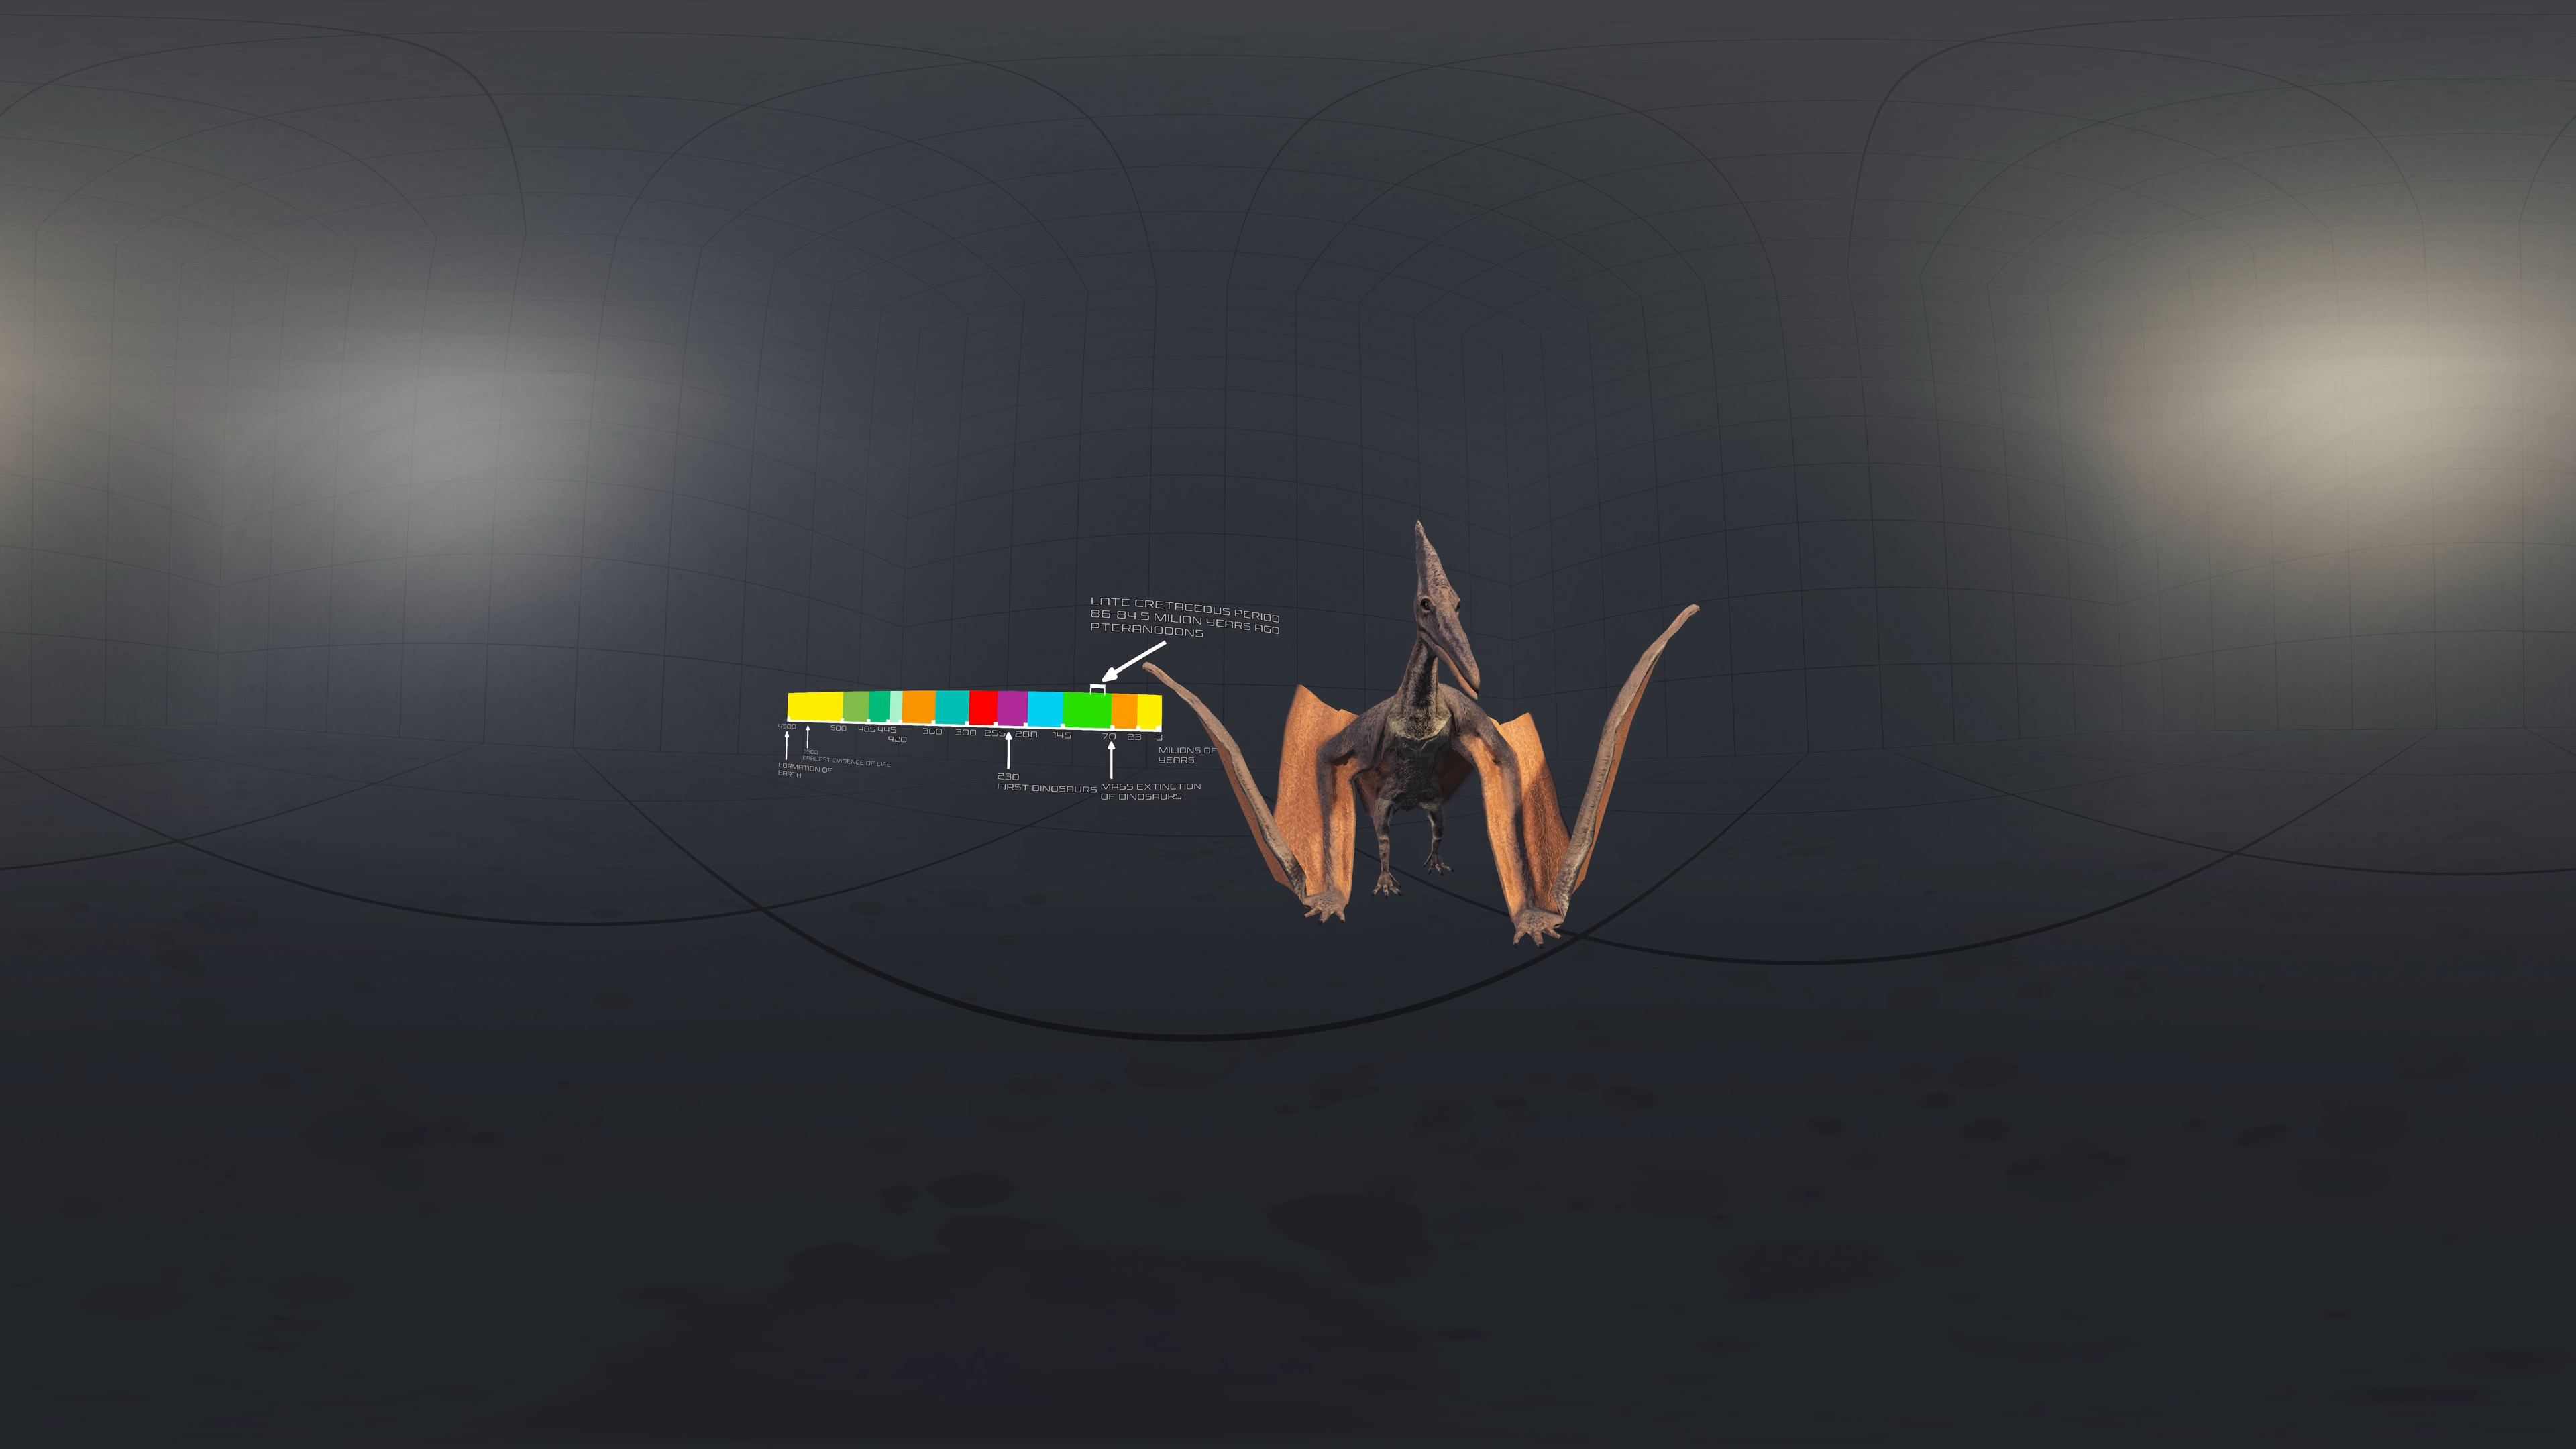 LATE CRETACEOUS PERIOD
86-84.5 MILION YEARS AGO
PTERANODONS
4500 500 485 445 420 360 300 255 200 145 70 23 3
MILIONS OF
YEARS
3500
EARLIEST EVIDENCE OF LIFE
FORMATION OF
EARTH
230
FIRST DINOSAURS
MASS EXTINCTION
OF DINOSAURS